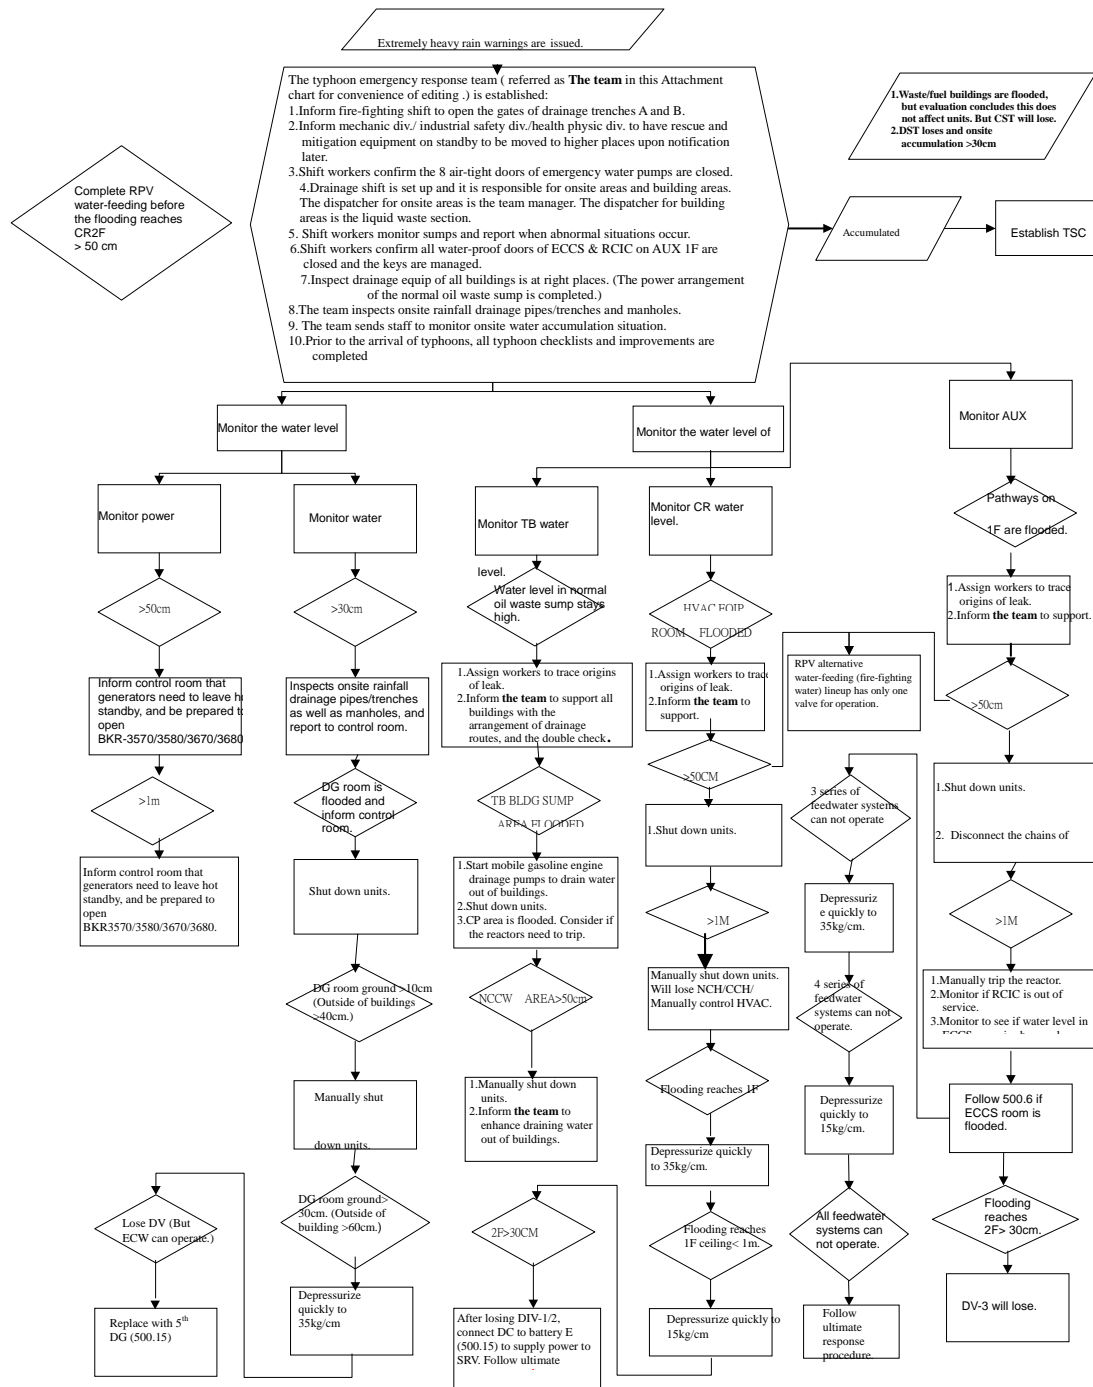 Extremely heavy rain warnings are issued.
The typhoon emergency response team ( referred as The team in this Attachment
chart for convenience of editing .) is established:
1.Inform fire-fighting shift to open the gates of drainage trenches A and B.
2.Inform mechanic div./ industrial safety div./health physic div. to have rescue and
mitigation equipment on standby to be moved to higher places upon notification
later.
3.Shift workers confirm the 8 air-tight doors of emergency water pumps are closed.
4.Drainage shift is set up and it is responsible for onsite areas and building areas.
The dispatcher for onsite areas is the team manager. The dispatcher for building
areas is the liquid waste section.
5. Shift workers monitor sumps and report when abnormal situations occur.
6.Shift workers confirm all water-proof doors of ECCS & RCIC on AUX 1F are
closed and the keys are managed.
7.Inspect drainage equip of all buildings is at right places. (The power arrangement
of the normal oil waste sump is completed.)
8.The team inspects onsite rainfall drainage pipes/trenches and manholes.
9. The team sends staff to monitor onsite water accumulation situation.
10.Prior to the arrival of typhoons, all typhoon checklists and improvements are
completed
Complete RPV
water-feeding before
the flooding reaches
CR2F
> 50 cm
1.Waste/fuel buildings are flooded,
but evaluation concludes this does
not affect units. But CST will lose.
2.DST loses and onsite
accumulation >30cm
Accumulated
Establish TSC
Monitor the water level
Monitor the water level of
Monitor AUX
Monitor power
Monitor water
Monitor TB water
level.
Monitor CR water
level.
Pathways on
1F are flooded.
>50cm
>30cm
Water level in normal
oil waste sump stays
high.
HVAC EQIP
ROOM FLOODED
1.Assign workers to trace
origins of leak.
2.Inform the team to support.
Inform control room that
generators need to leave
standby, and be prepared
open
BKR-3570/3580/3670/3680
Inspects onsite rainfall
drainage pipes/trenches
as well as manholes, and
report to control room.
1.Assign workers to trace origins
of leak.
2.Inform the team to support all
buildings with the
arrangement of drainage
routes, and the double check.
1.Assign workers to trace
origins of leak.
2.Inform the team to
support.
RPV alternative
water-feeding (fire-fighting
water) lineup has only one
valve for operation.
>50cm
>1m
DG room is
flooded and
inform control
room.
TB BLDG SUMP
AREA FLOODED
>50CM
3 series of
feedwater systems
can not operate
1.Shut down units.
2. Disconnect the chains of
Inform control room that
generators need to leave hot
standby, and be prepared to
open
BKR3570/3580/3670/3680.
Shut down units.
1.Start mobile gasoline engine
drainage pumps to drain water
out of buildings.
2.Shut down units.
3.CP area is flooded. Consider if
the reactors need to trip.
1.Shut down units.
Depressuriz
e quickly to
35kg/cm.
>1M
>1M
DG room ground >10cm
(Outside of buildings
>40cm.)
NCCW AREA>50cm
Manually shut down units.
Will lose NCH/CCH/
Manually control HVAC.
4 series of
feedwater
systems can not
operate.
1.Manually trip the reactor.
2.Monitor if RCIC is out of
service.
3.Monitor to see if water level in
Manually shut
down units.
1.Manually shut down
units.
2.Inform the team to
enhance draining water
out of buildings.
Flooding reaches 1F
Depressurize
quickly to
15kg/cm.
Follow 500.6 if
ECCS room is
flooded.
Depressurize quickly
to 35kg/cm.
Lose DV (But
ECW can operate.)
DG room ground>
30cm. (Outside of
building >60cm.)
2F>30CM
Flooding reaches
1F ceiling< 1m.
All feedwater
systems can
not operate.
Flooding
reaches
2F> 30cm.
Replace with 5th
DG (500.15)
Depressurize
quickly to
35kg/cm
After losing DIV-1/2,
connect DC to battery E
(500.15) to supply power to
SRV. Follow ultimate
Depressurize quickly to
15kg/cm
Follow
ultimate
response
procedure.
DV-3 will lose.